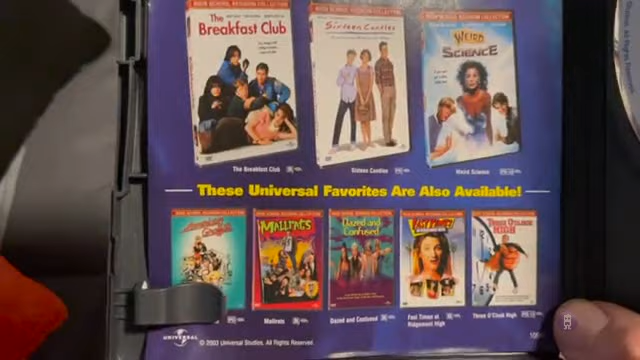 HIGH SCHOOL REUNION COLLECTION
The
Breakfast Club
HIGH SCHOOL REUNION COLLECTION
Sixteen Candles
HIGH SCHOOL REUNION COLLECTION
WEIRD
SCIENCE
The Breakfast Club
Sixteen Candles
Weird Science
These Universal Favorites Are Also Available!
MALLRATS
Dazed and
Confused
THREE O'CLOCK
HIGH
Mallrats
Dazed and Confused
Fast Times at
Ridgemont High
Three O'Clock High
UNIVERSAL
© 2003 Universal Studios. All Rights Reserved.